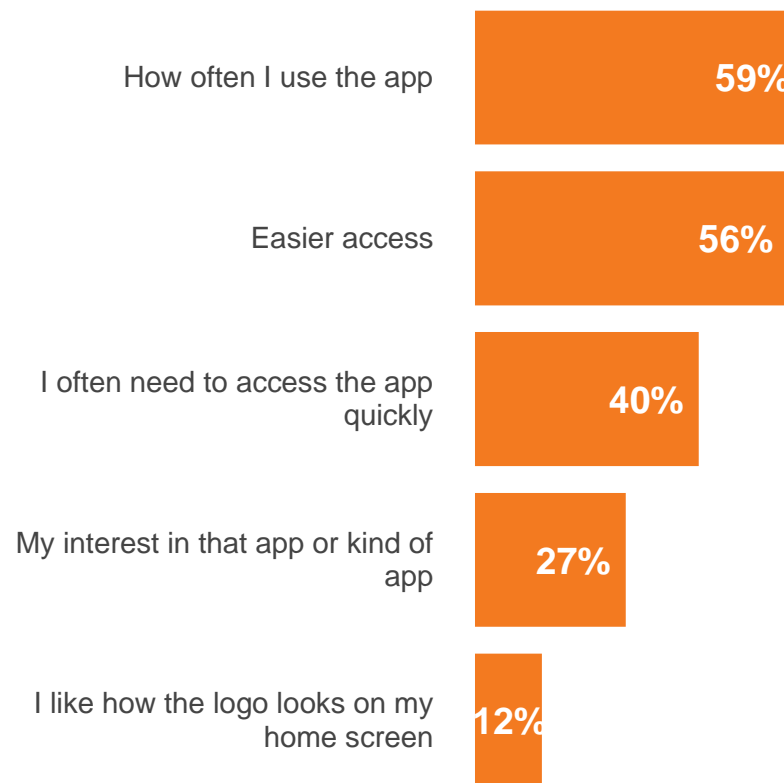 How often I use the app
59%
Easier access
56%
I often need to access the app
quickly
40%
My interest in that app or kind of
app
27%
I like how the logo looks on my
home screen
12%